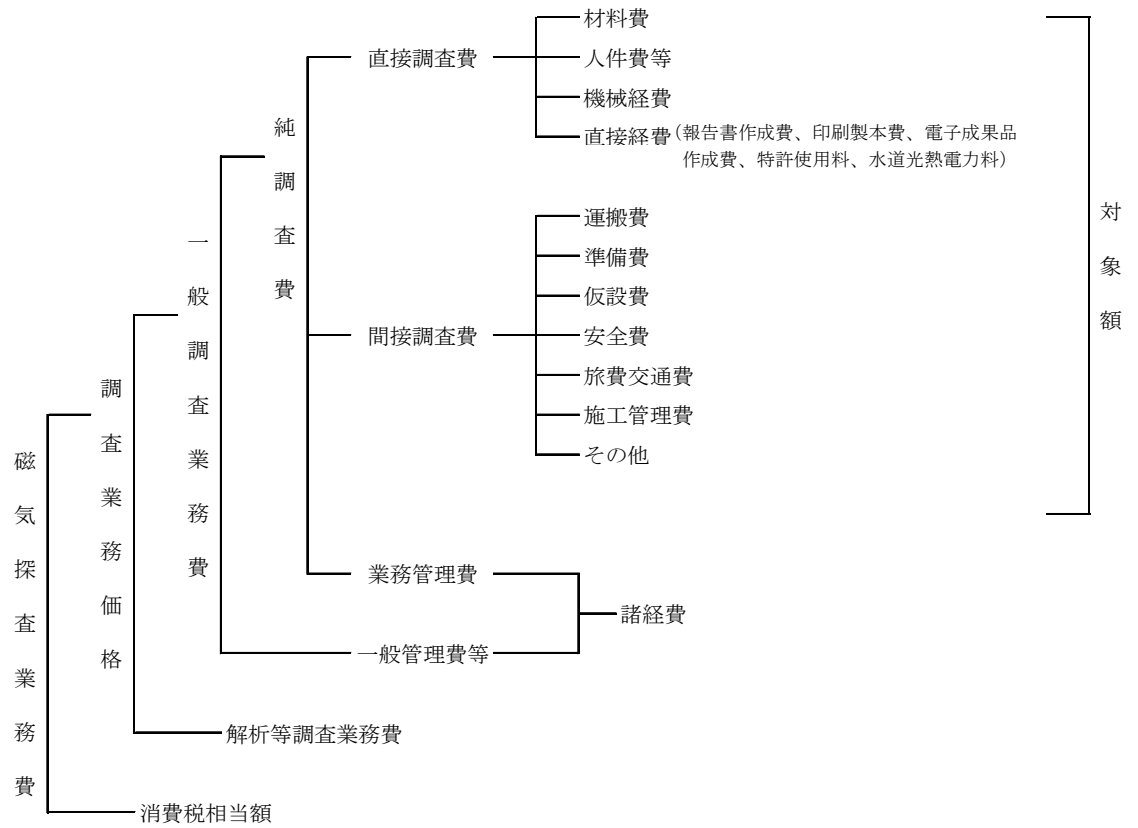 材料費
直接調査費
人件費等
機械経費
直接経費(報告書作成費、印刷製本費、電子成果品
作成費、特許使用料、水道光熱電力料)
純調査費
運搬費
準備費
仮設費
間接調査費
安全費
旅費交通費
施工管理費
その他
対象額
一般調査業務費
業務管理費
諸経費
一般管理費等
調査業務価格
解析等調査業務費
磁気探査業務費
消費税相当額